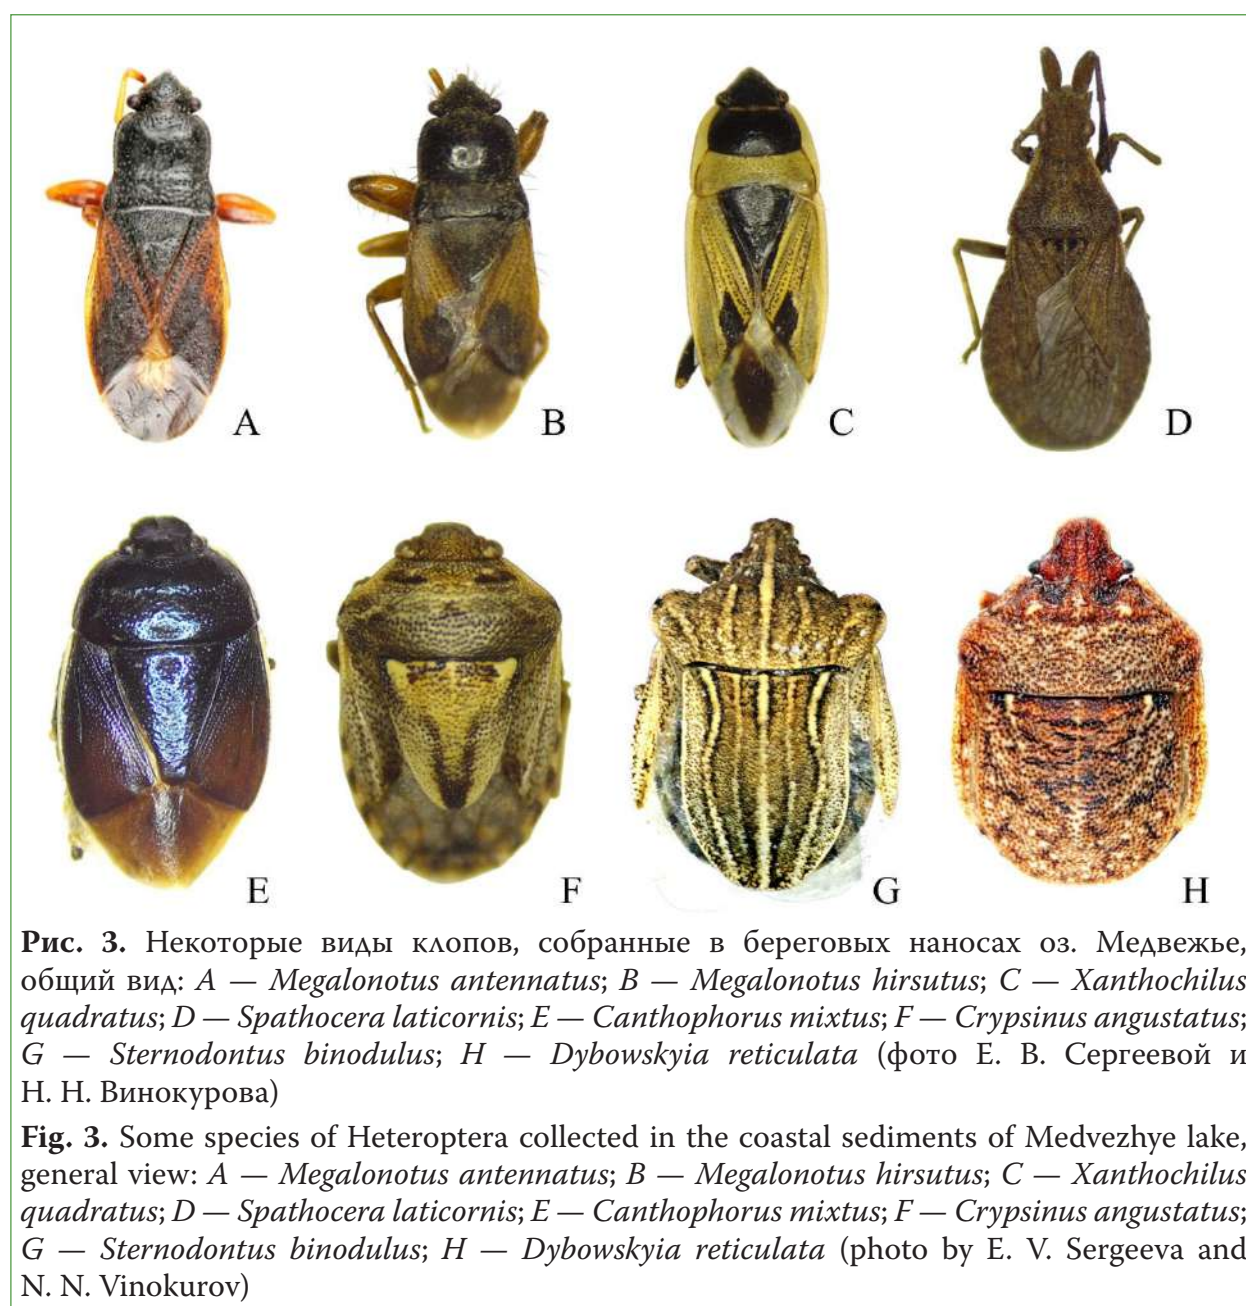 A
B
C
D
E
F
G
H
Рис. 3. Некоторые виды клопов, собранные в береговых наносах оз. Медвежье,
общий вид: A — Megalonotus antennatus; B — Megalonotus hirsutus; C — Xanthochilus
quadratus; D — Spathocera laticornis; E — Canthophorus mixtus; F — Crypsinus angustatus;
G — Sternodontus binodulus; H — Dybowskyia reticulata (фото Е. В. Сергеевой и
Н. Н. Винокурова)
Fig. 3. Some species of Heteroptera collected in the coastal sediments of Medvezhye lake,
general view: A — Megalonotus antennatus; B — Megalonotus hirsutus; C — Xanthochilus
quadratus; D — Spathocera laticornis; E — Canthophorus mixtus; F — Crypsinus angustatus;
G — Sternodontus binodulus; H — Dybowskyia reticulata (photo by E. V. Sergeeva and
N. N. Vinokurov)